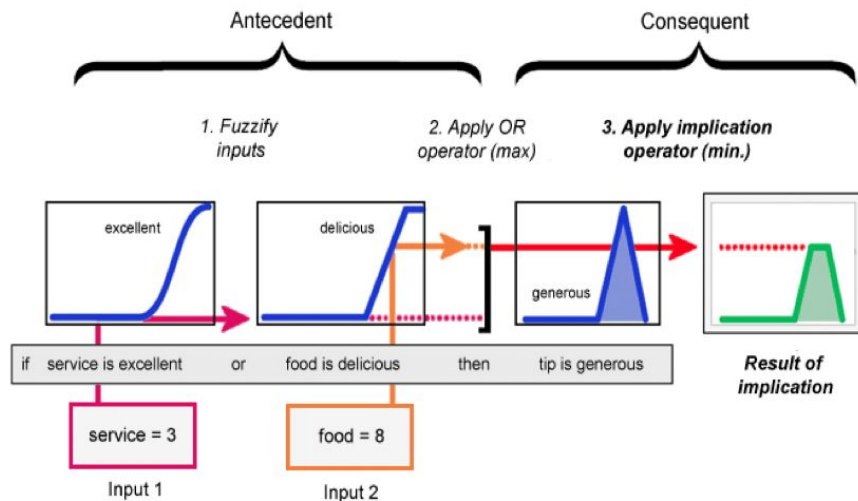 Antecedent
Consequent
1. Fuzzify
inputs
2. Apply OR
operator (max)
3. Apply implication
operator (min.)
excellent
delicious
generous
if service is excellent or food is delicious then tip is generous
Result of
implication
service = 3
food = 8
Input 1
Input 2